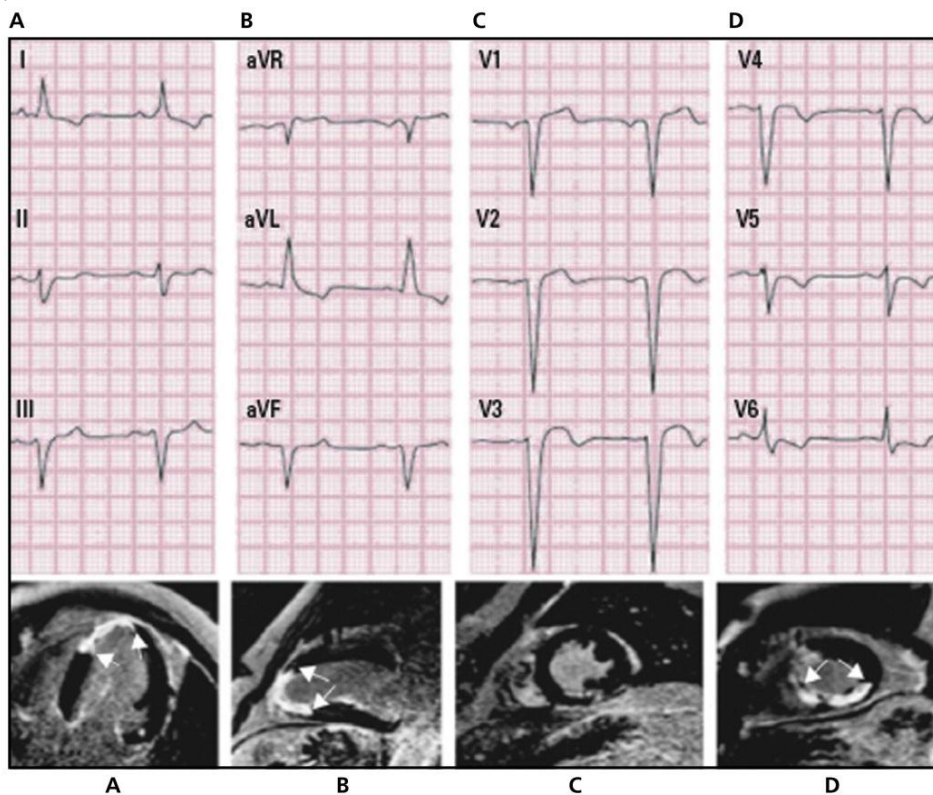 A B C D
I aVR V1 V4
II aVL V2 V5
III aVF V3 V6
A B C D